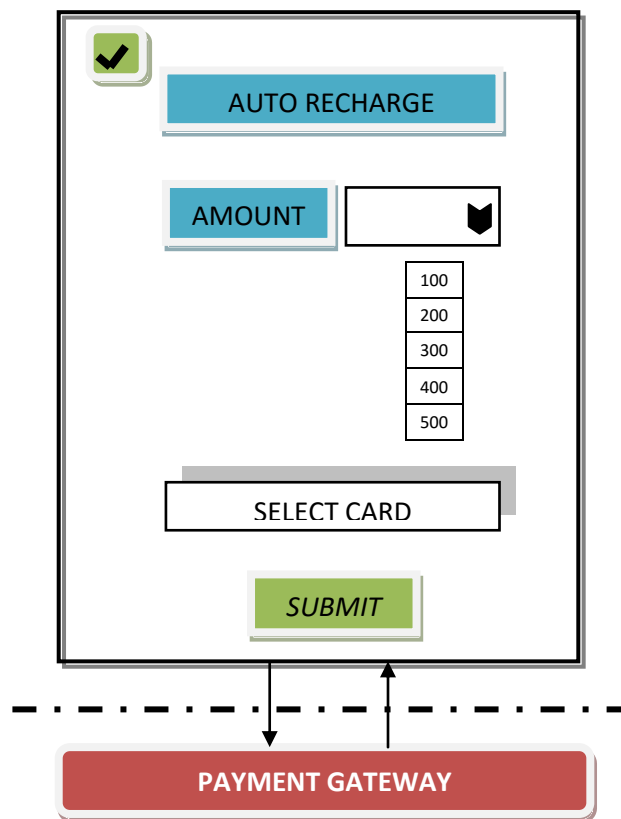 AUTO RECHARGE
AMOUNT
100
200
300
400
500
SELECT CARD
SUBMIT
PAYMENT GATEWAY